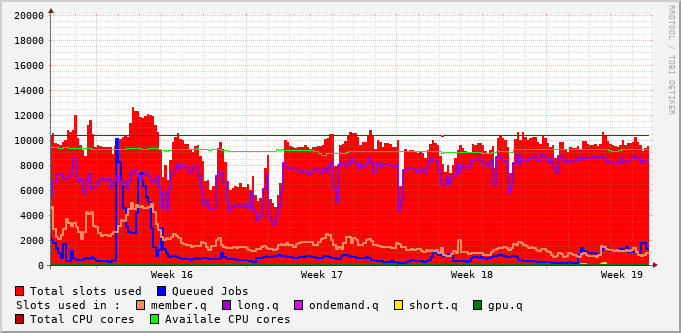 20000
18000
16000
14000
12000
10000
8000
6000
4000
2000
0
Week 16 Week 17 Week 18 Week 19
Total slots used Queued Jobs
Slots used in : member.q long.q ondemand.q short.q gpu.q
Total CPU cores Availale CPU cores
RRDTOOL / TOBI OETIKER